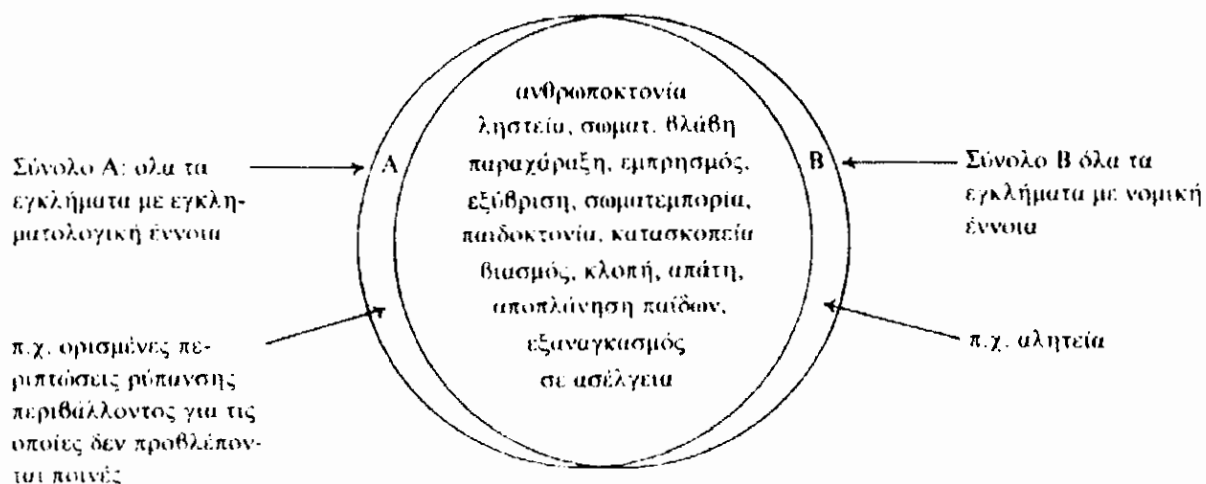 ανθρωποκτονία
ληστεία, σωματ. βλάβη
παραχάραξη, εμπρησμός,
εξύβριση, σωματεμπορία,
παιδοκτονία, κατασκοπεία
βιασμός, κλοπή, απάτη,
αποπλάνηση παίδων,
εξαναγκασμός
σε ασέλγεια
Σύνολο Α: ολα τα
εγκλήματα με εγκλη-
ματολογική έννοια
Α
Β
Σύνολο Β όλα τα
εγκλήματα με νομική
έννοια
π.χ. ορισμένες πε-
ριπτώσεις ρύπανσης
περιβάλλοντος για τις
οποίες δεν προβλέπον-
ται ποινές
π.χ. αλητεία